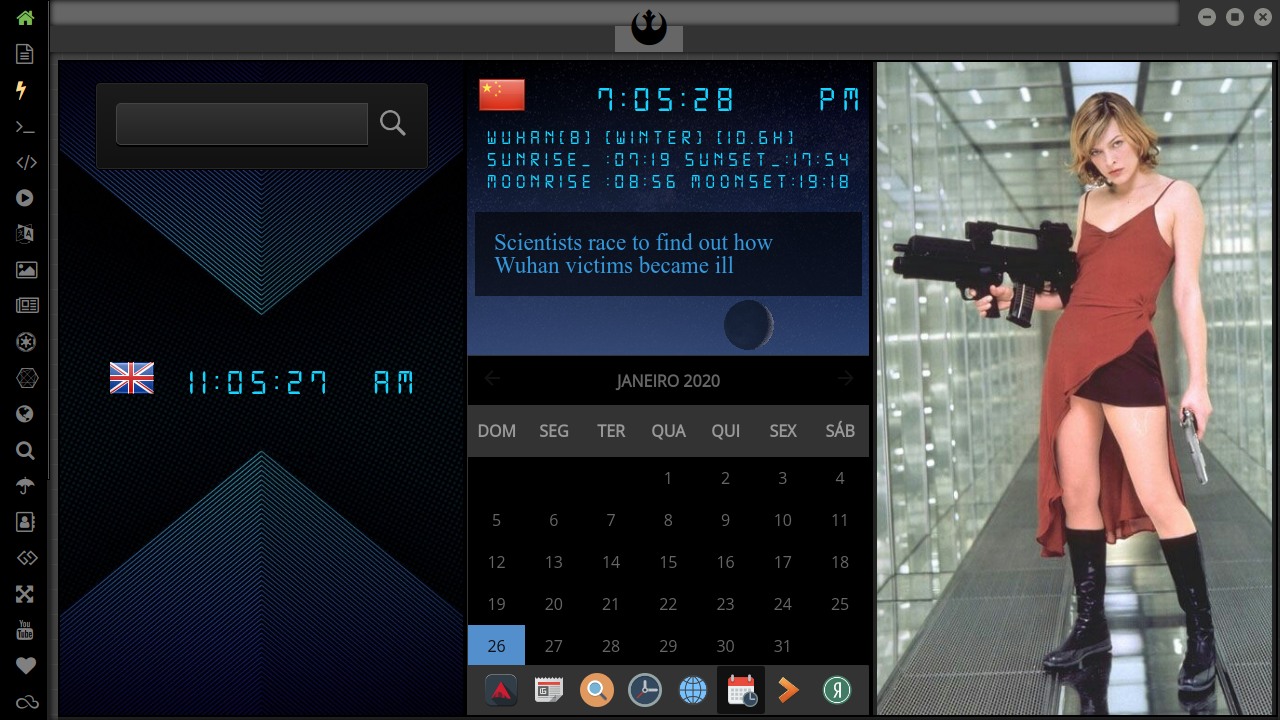 7:05:28 PM
WUHAN[8] [WINTER] [10.6H]
SUNRISE_ :07:19 SUNSET_:17:54
MOONRISE :08:56 MOONSET:19:18
Scientists race to find out how
Wuhan victims became ill
11:05:27 AM
JANEIRO 2020
DOM SEG TER QUA QUI SEX SÁB
1 2 3 4
5 6 7 8 9 10 11
12 13 14 15 16 17 18
19 20 21 22 23 24 25
26 27 28 29 30 31
You
Tube
Я